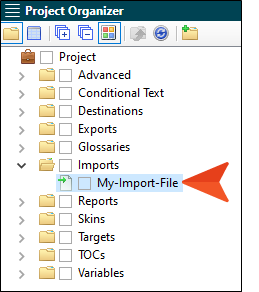 Project Organizer
Project
Advanced
Conditional Text
Destinations
Exports
Glossaries
Imports
My-Import-File
Reports
Skins
Targets
TOCs
Variables